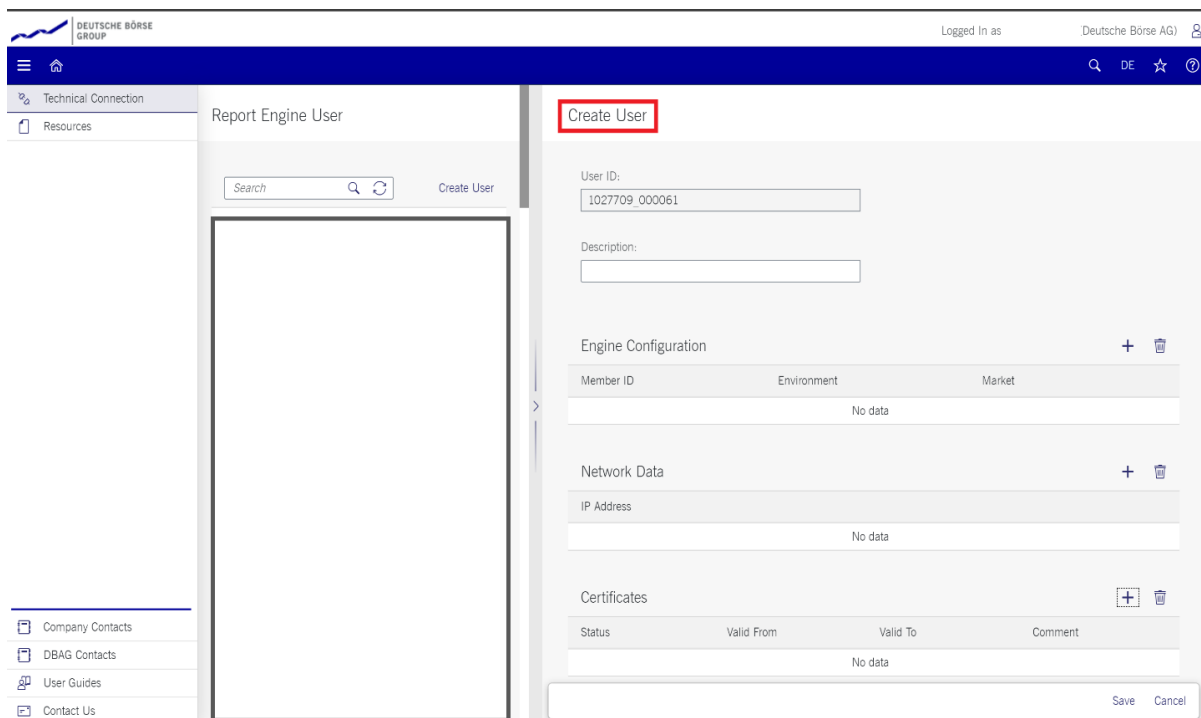 DEUTSCHE BÖRSE
GROUP
Logged In as
Deutsche Börse AG)
DE
Technical Connection
Resources
Report Engine User
Search
Create User
Create User
User ID:
1027709_000061
Description:
Engine Configuration
Member ID Environment Market
No data
Network Data
IP Address
No data
Certificates
Status Valid From Valid To Comment
No data
Save Cancel
Company Contacts
DBAG Contacts
User Guides
Contact Us